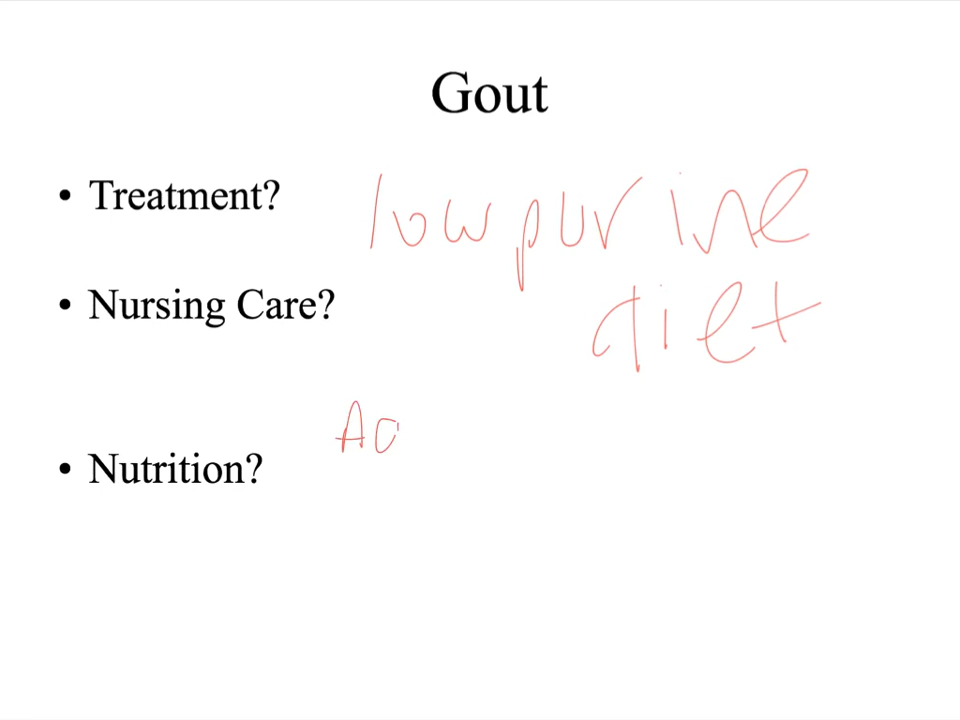 Gout
• Treatment?
low purine
• Nursing Care?
diet
• Nutrition?